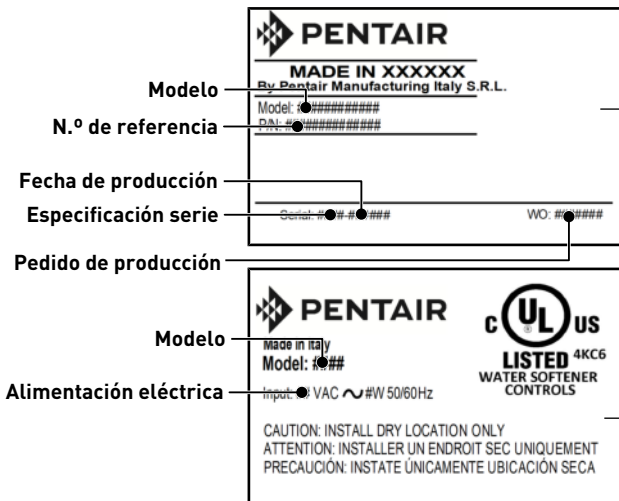 PENTAIR
MADE IN XXXXXX
By Pentair Manufacturing Italy S.R.L.
Modelo
Model: ############
N.º de referencia
P/N: #############
Fecha de producción
Especificación serie
Serial: ####-######
WO: #######
Pedido de producción
PENTAIR
C UL US
®
LISTED 4KC6
WATER SOFTENER
CONTROLS
Modelo
Made in Italy
Model: ####
Alimentación eléctrica
Input: ## VAC ~ #W 50/60Hz
CAUTION: INSTALL DRY LOCATION ONLY
ATTENTION: INSTALLER UN ENDROIT SEC UNIQUEMENT
PRECAUCIÓN: INSTATE ÚNICAMENTE UBICACIÓN SECA